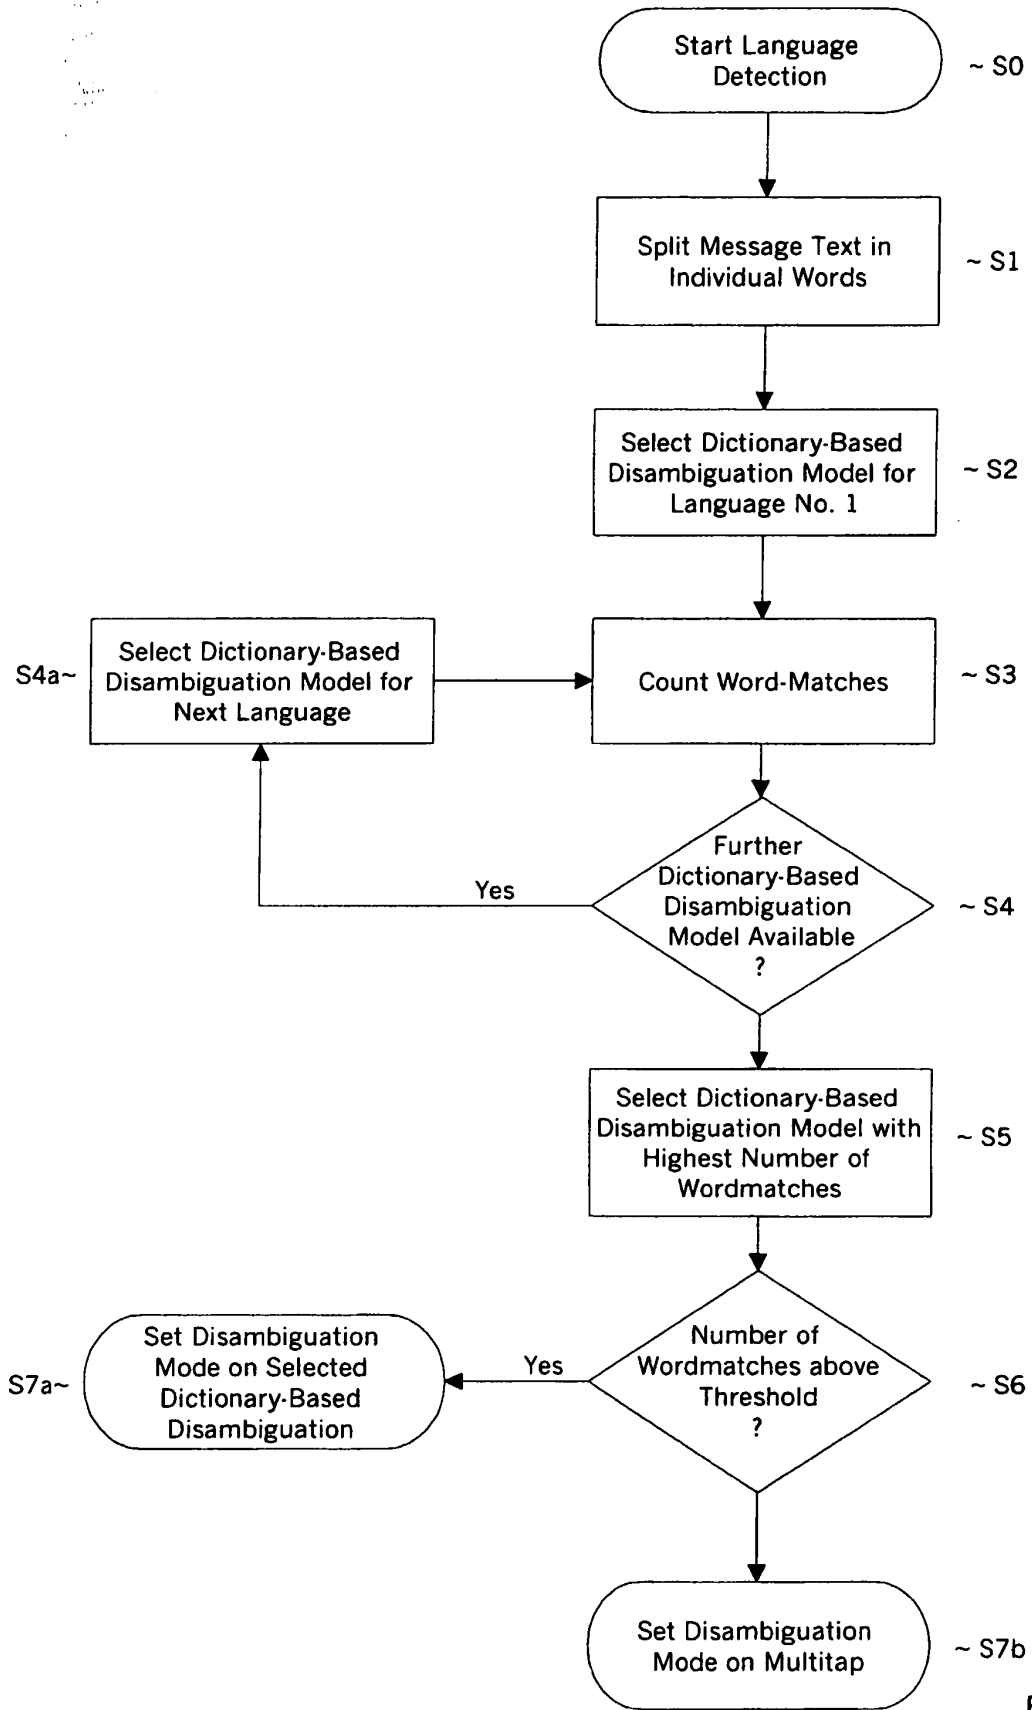 Start Language
Detection
~ S0
Split Message Text in
Individual Words
~ S1
Select Dictionary-Based
Disambiguation Model for
Language No. 1
~ S2
S4a~
Select Dictionary-Based
Disambiguation Model for
Next Language
Count Word-Matches
~ S3
Further
Dictionary-Based
Disambiguation
Model Available
?
Yes
~ S4
Select Dictionary-Based
Disambiguation Model with
Highest Number of
Wordmatches
~ S5
S7a~
Set Disambiguation
Mode on Selected
Dictionary-Based
Disambiguation
Yes
Number of
Wordmatches above
Threshold
?
~ S6
Set Disambiguation
Mode on Multitap
~ S7b